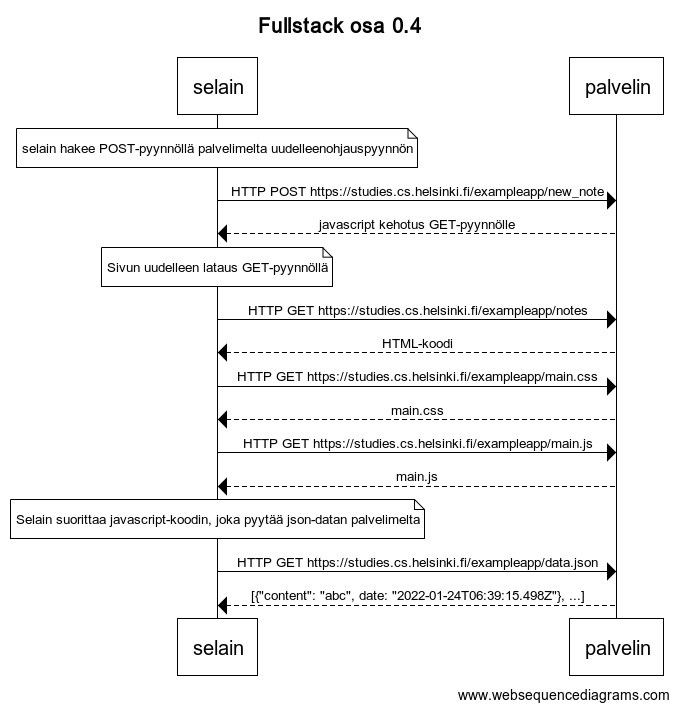 Fullstack osa 0.4
selain
palvelin
selain hakee POST-pyynnöllä palvelimelta uudelleenohjauspyynnön
HTTP POST https://studies.cs.helsinki.fi/exampleapp/new_note
javascript kehotus GET-pyynnölle
Sivun uudelleen lataus GET-pyynnöllä
HTTP GET https://studies.cs.helsinki.fi/exampleapp/notes
HTML-koodi
HTTP GET https://studies.cs.helsinki.fi/exampleapp/main.css
main.css
HTTP GET https://studies.cs.helsinki.fi/exampleapp/main.js
main.js
Selain suorittaa javascript-koodin, joka pyytää json-datan palvelimelta
HTTP GET https://studies.cs.helsinki.fi/exampleapp/data.json
[{"content": "abc", date: "2022-01-24T06:39:15.498Z"}, ...]
selain
palvelin
www.websequencediagrams.com